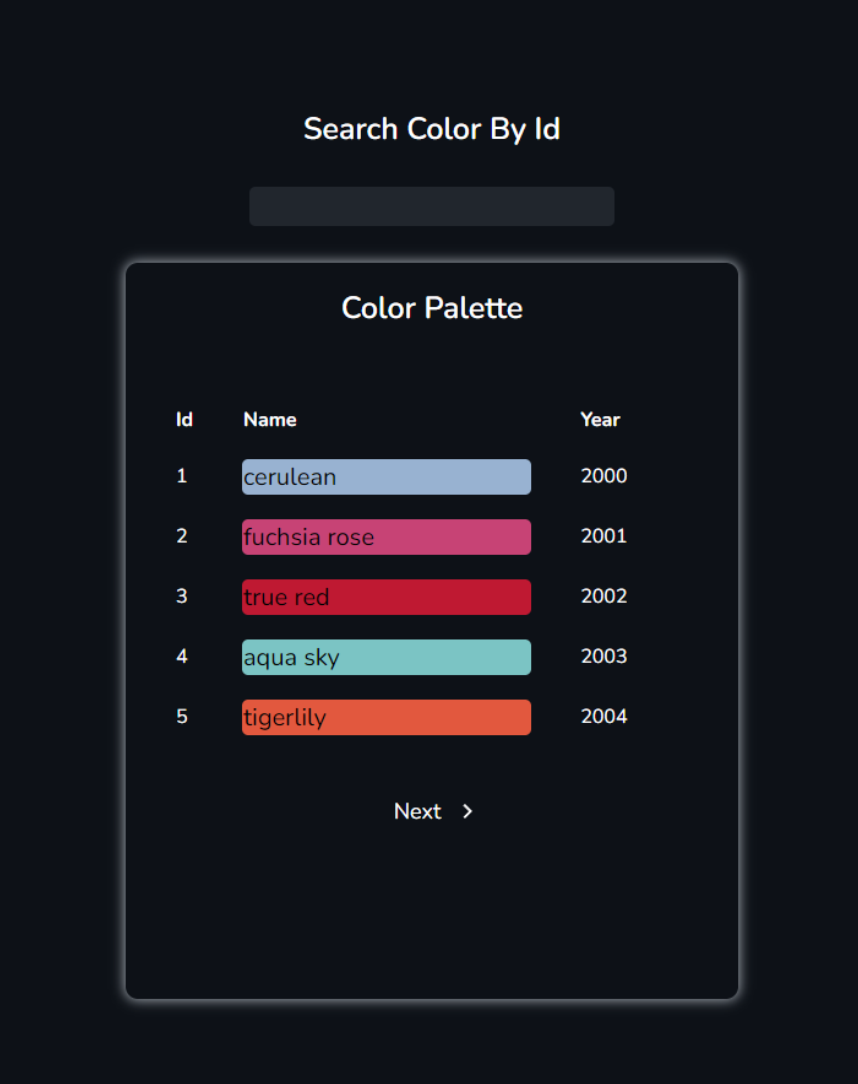 Search Color By Id
Color Palette
Id Name Year
1 cerulean 2000
2 fuchsia rose 2001
3 true red 2002
4 aqua sky 2003
5 tigerlily 2004
Next